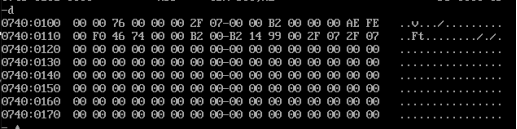 -d
0740:0100 00 00 76 00 00 00 2F 07-00 00 B2 00 00 00 AE FE ..v.../.........
0740:0110 00 F0 46 74 00 00 B2 00-B2 14 99 00 2F 07 2F 07 ..Ft......../././
0740:0120 00 00 00 00 00 00 00 00-00 00 00 00 00 00 00 00 ................
0740:0130 00 00 00 00 00 00 00 00-00 00 00 00 00 00 00 00 ................
0740:0140 00 00 00 00 00 00 00 00-00 00 00 00 00 00 00 00 ................
0740:0150 00 00 00 00 00 00 00 00-00 00 00 00 00 00 00 00 ................
0740:0160 00 00 00 00 00 00 00 00-00 00 00 00 00 00 00 00 ................
0740:0170 00 00 00 00 00 00 00 00-00 00 00 00 00 00 00 00 ................